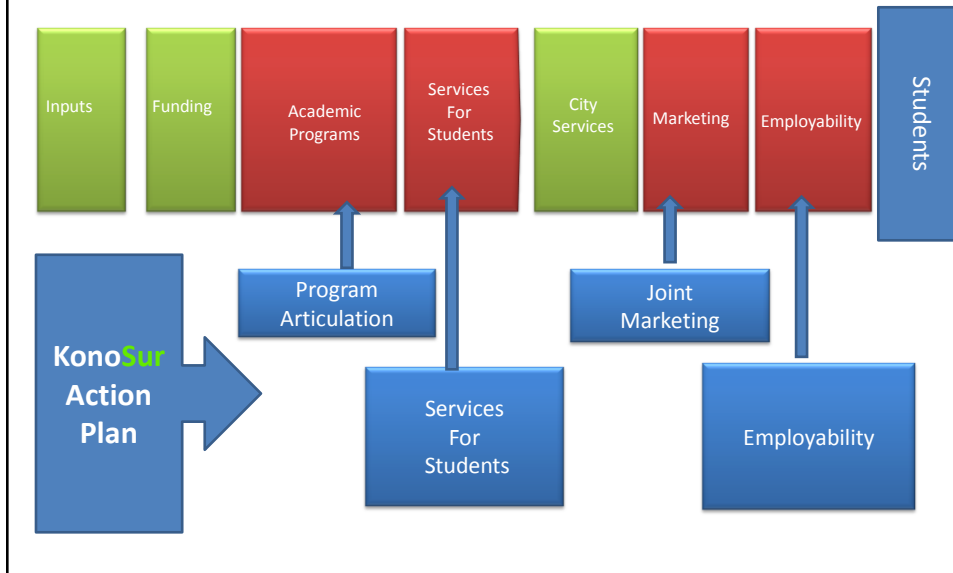 Inputs
Funding
Academic
Programs
Services
For
Students
City
Services
Marketing
Employability
Students
Program
Articulation
Joint
Marketing
KonoSur
Action
Plan
Services
For
Students
Employability